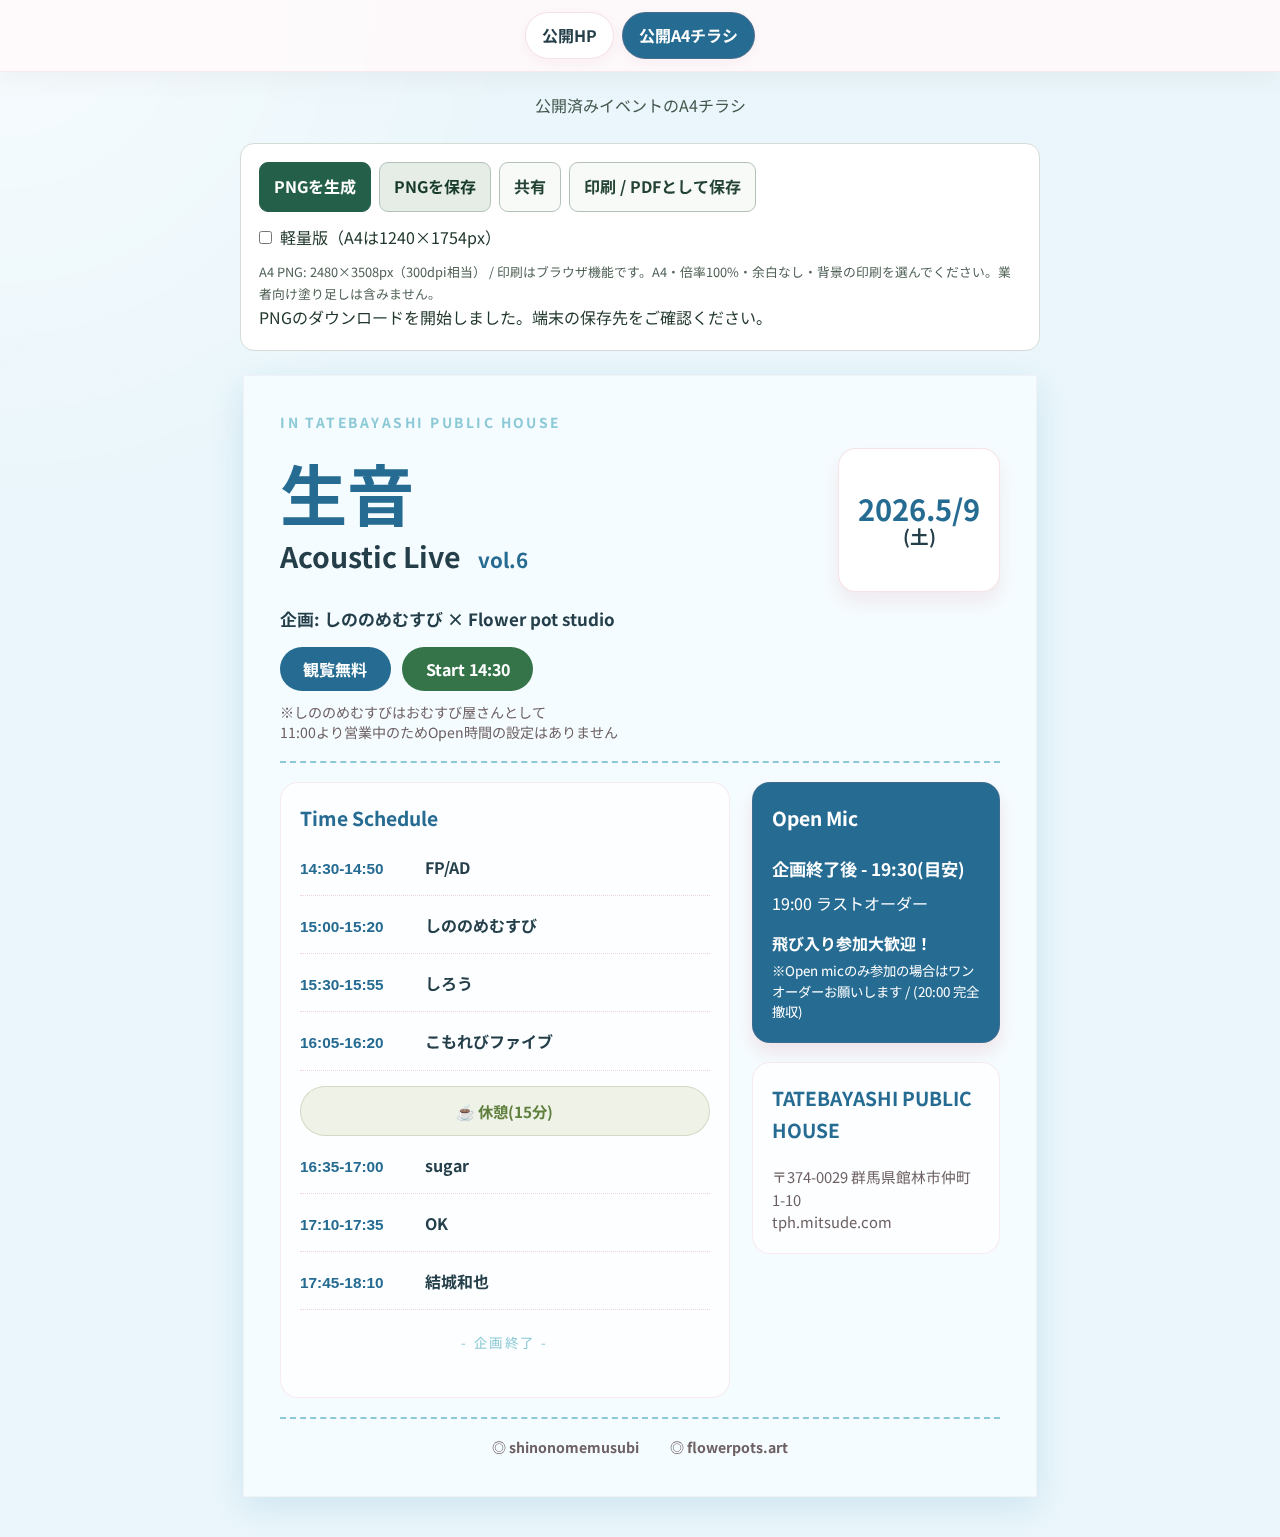 公開HP
公開A4チラシ
公開済みイベントのA4チラシ
PNGを生成
PNGを保存
共有
印刷 / PDFとして保存
軽量版（A4は1240×1754px）
A4 PNG: 2480×3508px（300dpi相当） / 印刷はブラウザ機能です。A4・倍率100%・余白なし・背景の印刷を選んでください。業
者向け塗り足しは含みません。
PNGのダウンロードを開始しました。端末の保存先をご確認ください。
IN TATEBAYASHI PUBLIC HOUSE
生音
Acoustic Live vol.6
2026.5/9
(土)
企画: しののめむすび × Flower pot studio
観覧無料
Start 14:30
※しののめむすびはおむすび屋さんとして
11:00より営業中のためOpen時間の設定はありません
Time Schedule
14:30-14:50 FP/AD
15:00-15:20 しののめむすび
15:30-15:55 しろう
16:05-16:20 こもれびファイブ
☕ 休憩(15分)
16:35-17:00 sugar
17:10-17:35 OK
17:45-18:10 結城和也
- 企画終了 -
Open Mic
企画終了後 - 19:30(目安)
19:00 ラストオーダー
飛び入り参加大歓迎！
※Open micのみ参加の場合はワン
オーダーお願いします / (20:00 完全
撤収)
TATEBAYASHI PUBLIC
HOUSE
〒374-0029 群馬県館林市仲町
1-10
tph.mitsude.com
◎ shinonomemusubi
◎ flowerpots.art